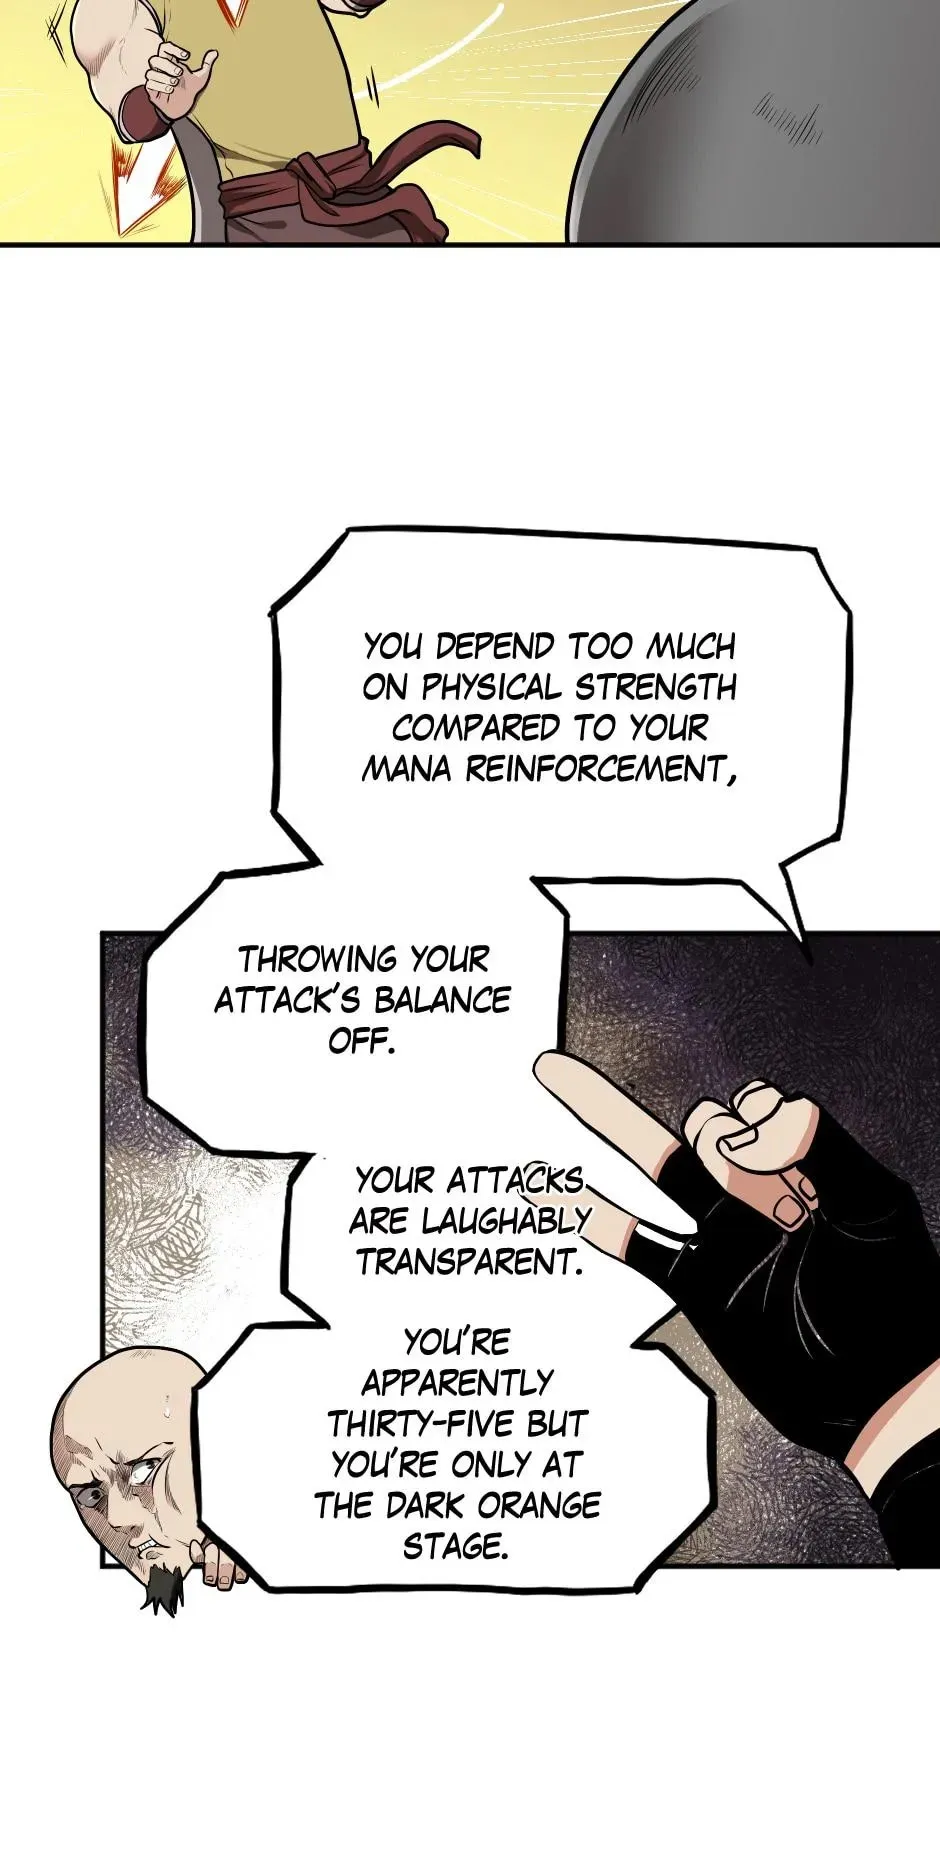 YOU DEPEND TOO MUCH
ON PHYSICAL STRENGTH
COMPARED TO YOUR
MANA REINFORCEMENT,
THROWING YOUR
ATTACK'S BALANCE
OFF.
YOUR ATTACKS
ARE LAUGHABLY
TRANSPARENT.
YOU'RE
APPARENTLY
THIRTY-FIVE BUT
YOU'RE ONLY AT
THE DARK ORANGE
STAGE.